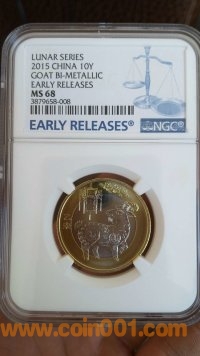 LUNAR SERIES
2015 CHINA 10Y
GOAT BI-METALLIC
EARLY RELEASES
MS 68
3879658-008
EARLY RELEASES®
NGC®
www.coin001.com